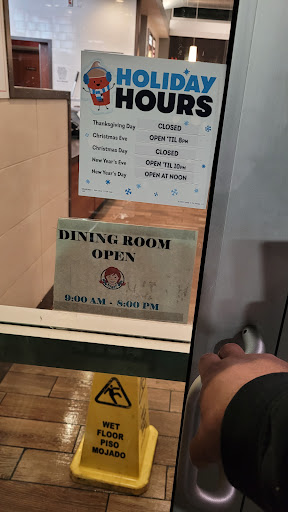 HOLIDAY
HOURS
Thanksgiving Day CLOSED
Christmas Eve OPEN 'TIL 8PM
Christmas Day CLOSED
New Year's Eve OPEN 'TIL 10PM
New Year's Day OPEN AT NOON
DINING ROOM
OPEN
9:00 AM - 8:00 PM
WET
FLOOR
PISO
MOJADO